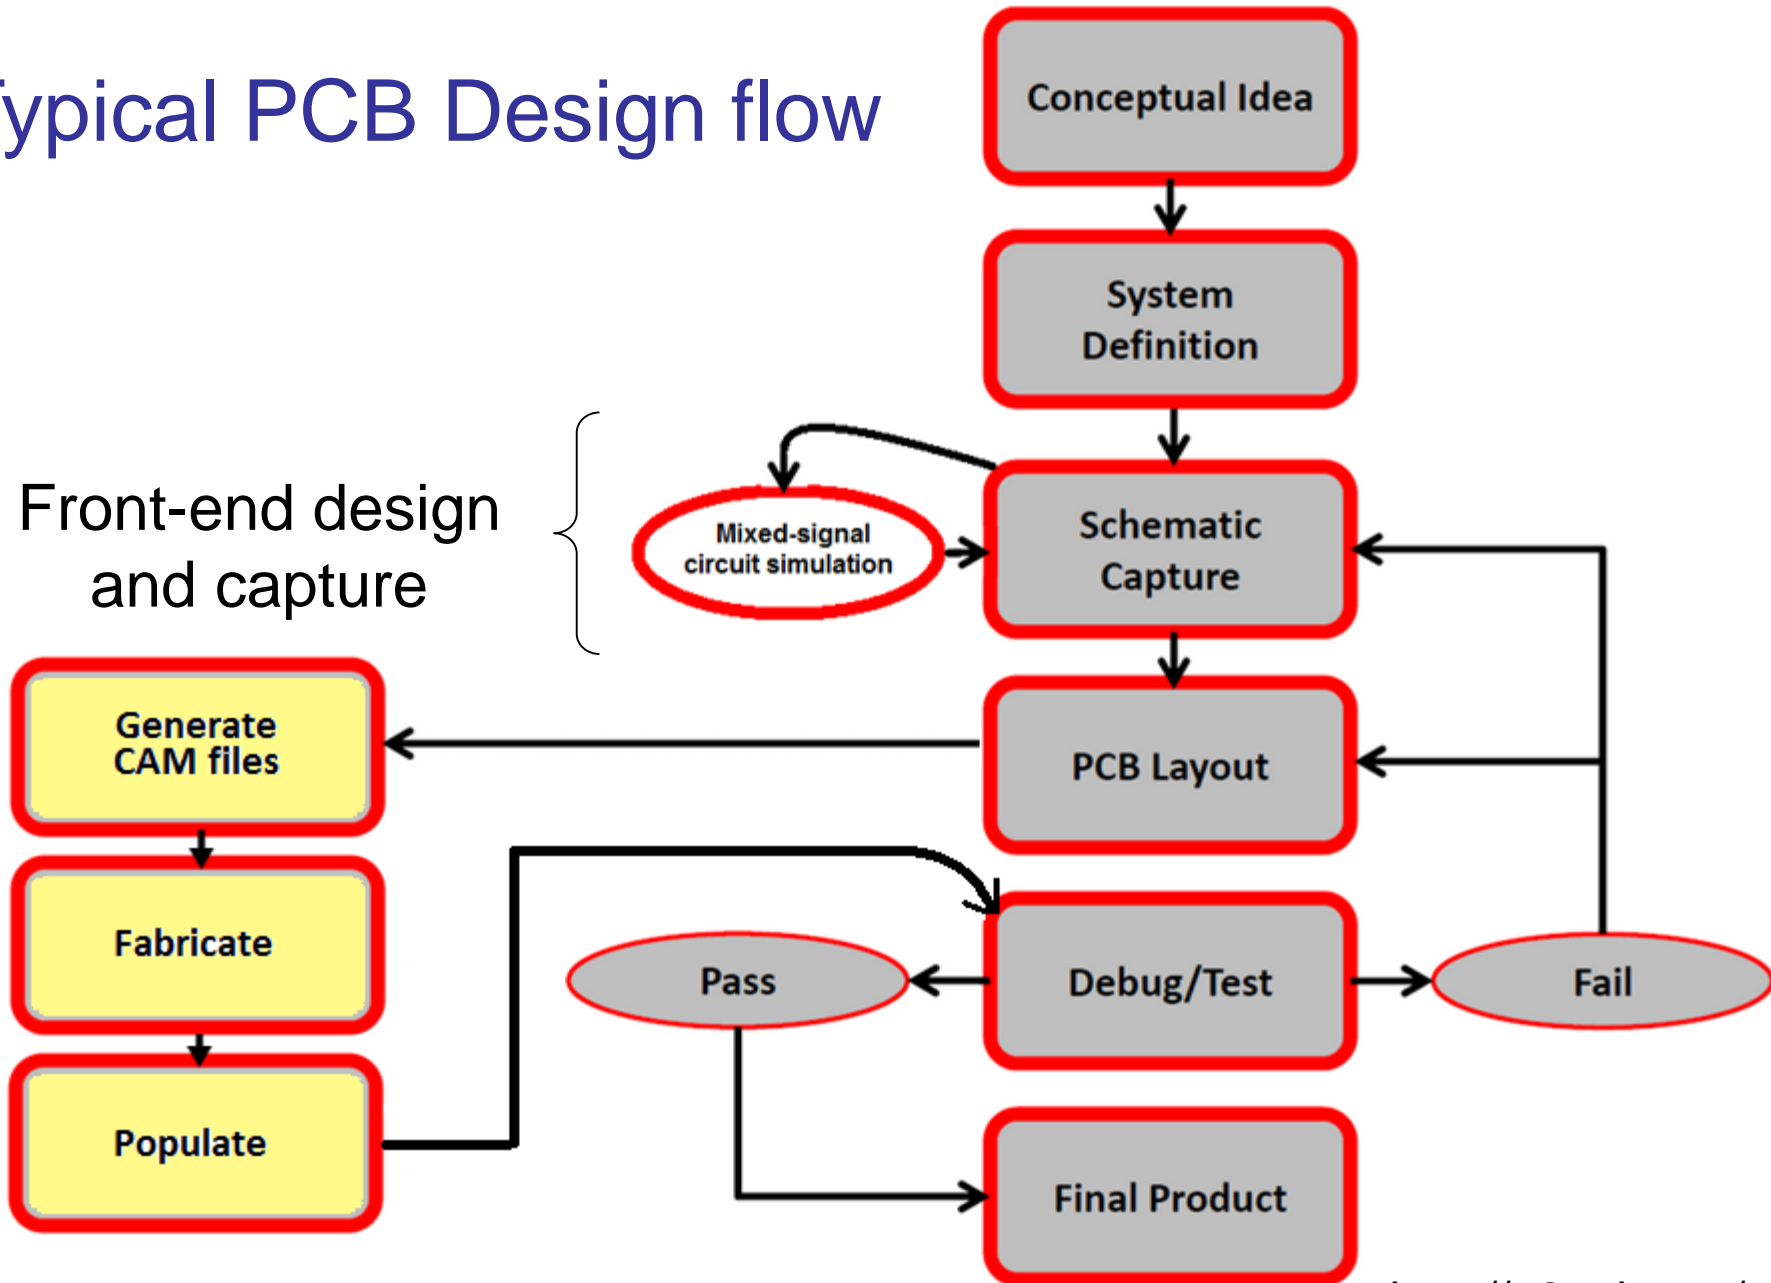 ypical PCB Design flow
Conceptual Idea
System
Definition
Front-end design
and capture
Mixed-signal
circuit simulation
Schematic
Capture
Generate
CAM files
PCB Layout
Fabricate
Pass
Debug/Test
Fail
Populate
Final Product